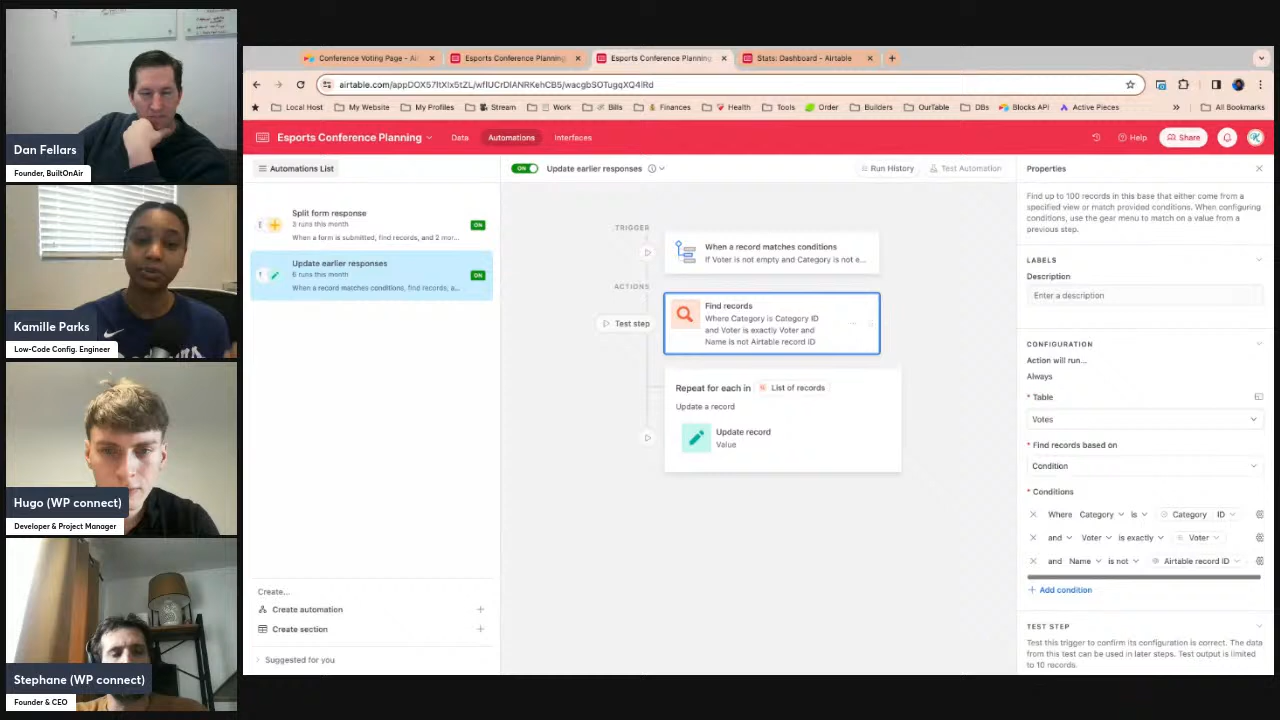 Dan Fellars
Founder, BuiltOnAir
Kamille Parks
Low-Code Config. Engineer
Hugo (WP connect)
Developer & Project Manager
Stephane (WP connect)
Founder & CEO
Conference Voting Page - Ai
Esports Conference Planning
Esports Conference Planning
Stats: Dashboard - Airtable
Local Host
My Website
My Profiles
Stream
Work
Bills
Finances
Health
Tools
Order
Builders
OurTable
DBs
Blocks API
Active Pieces
All Bookmarks
Esports Conference Planning
Data
Automations
Interfaces
Help
Share
Automations List
Split form response
3 runs this month
When a form is submitted, find records, and 2 mor...
ON
Update earlier responses
6 runs this month
When a record matches conditions, find records, a...
ON
Create...
Create automation
Create section
Suggested for you
ON
Update earlier responses
Run History
Test Automation
TRIGGER
When a record matches conditions
If Voter is not empty and Category is not e...
ACTIONS
Test step
Find records
Where Category is Category ID
and Voter is exactly Voter and
Name is not Airtable record ID
Repeat for each in List of records
Update a record
Update record
Value
Properties
Find up to 100 records in this base that either come from a
specified view or match provided conditions. When configuring
conditions, use the gear menu to match on a value from a
previous step.
LABELS
Description
Enter a description
CONFIGURATION
Action will run...
Always
* Table
Votes
* Find records based on
Condition
* Conditions
Where Category is Category ID
and Voter is exactly Voter
and Name is not Airtable record ID
+ Add condition
TEST STEP
Test this trigger to confirm its configuration is correct. The data
from this test can be used in later steps. Test output is limited
to 10 records.